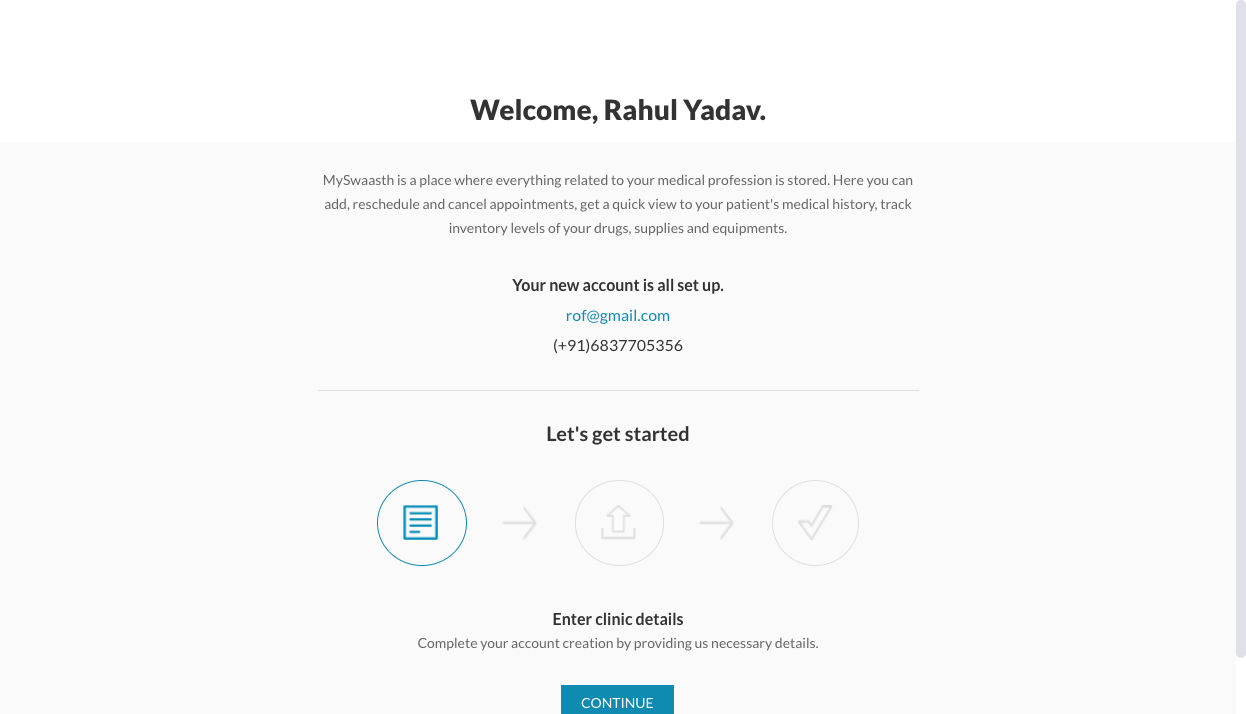 Welcome, Rahul Yadav.
MySwaasth is a place where everything related to your medical profession is stored. Here you can
add, reschedule and cancel appointments, get a quick view to your patient's medical history, track
inventory levels of your drugs, supplies and equipments.
Your new account is all set up.
rof@gmail.com
(+91)6837705356
Let's get started
Enter clinic details
Complete your account creation by providing us necessary details.
CONTINUE